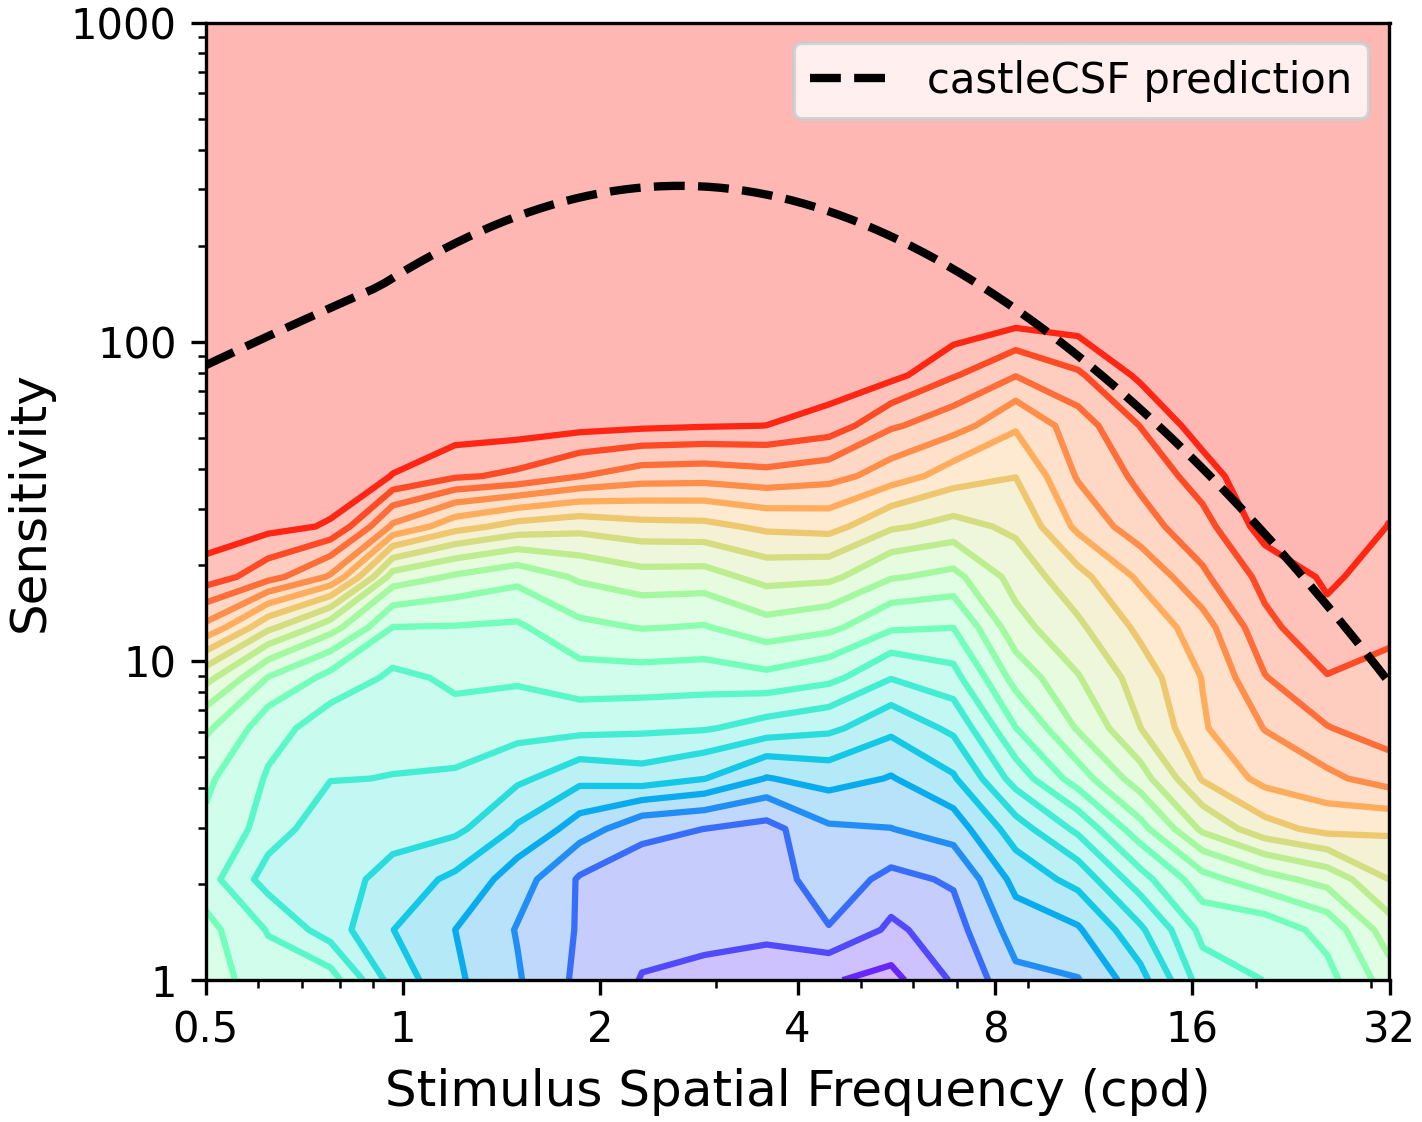 1000
castleCSF prediction
100
Sensitivity
10
1
0.5 1 2 4 8 16 32
Stimulus Spatial Frequency (cpd)